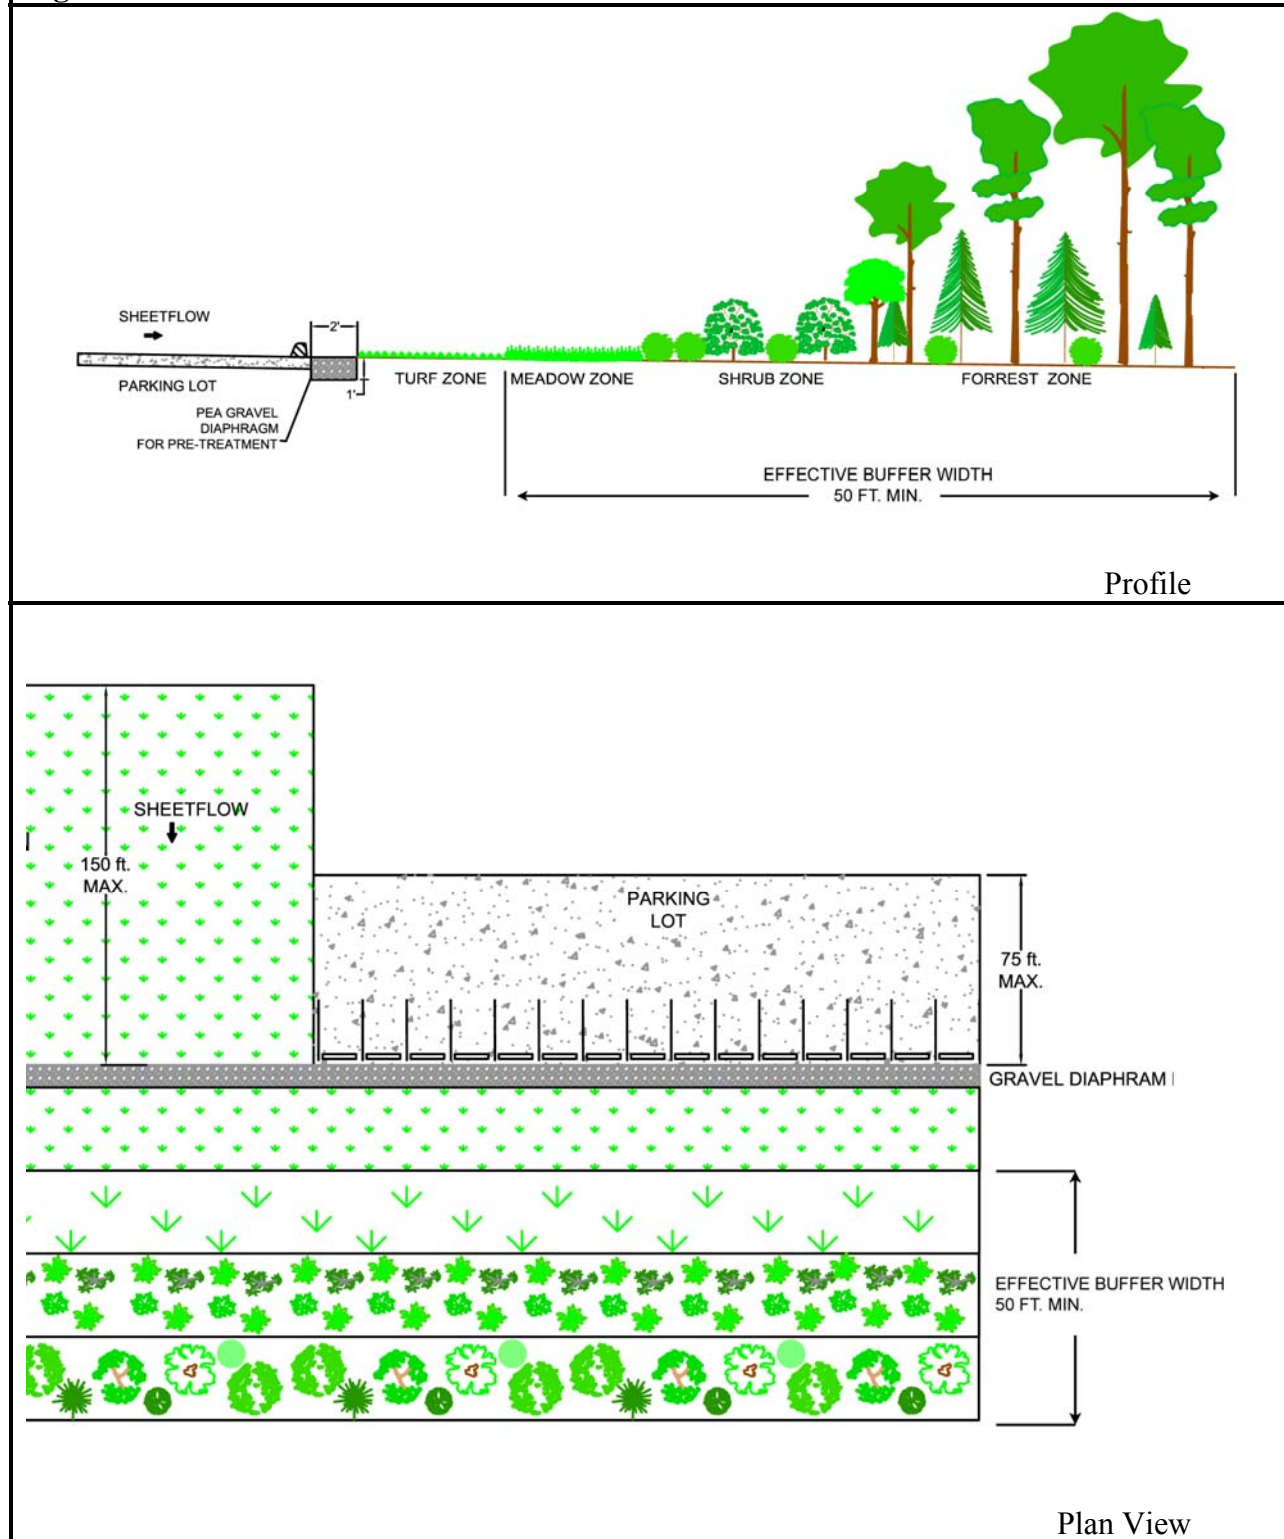 SHEETFLOW
2'
PARKING LOT
1'
TURF ZONE
MEADOW ZONE
SHRUB ZONE
FORREST ZONE
PEA GRAVEL
DIAPHRAGM
FOR PRE-TREATMENT
EFFECTIVE BUFFER WIDTH
50 FT. MIN.
Profile
SHEETFLOW
150 ft.
MAX.
PARKING
LOT
75 ft.
MAX.
GRAVEL DIAPHRAM
EFFECTIVE BUFFER WIDTH
50 FT. MIN.
Plan View